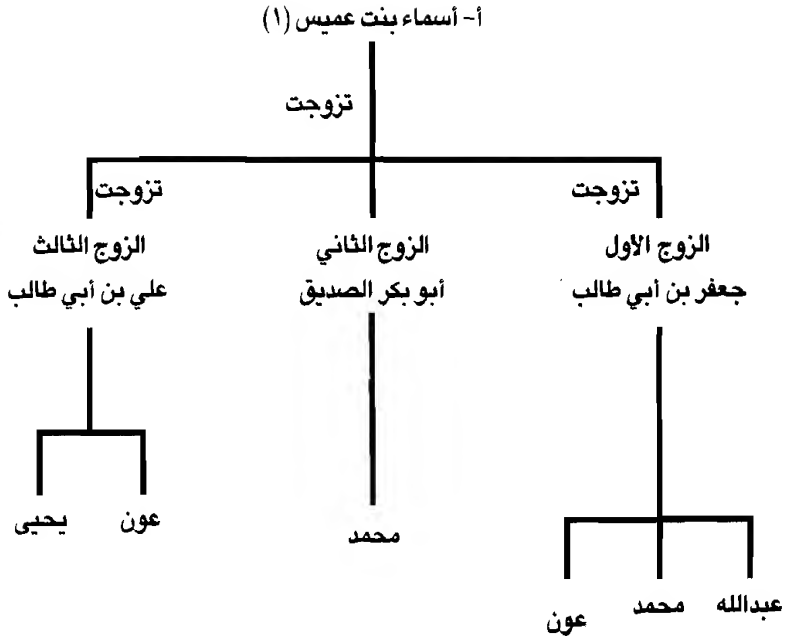 أ- أسماء بنت عميس (١)
تزوجت
تزوجت
تزوجت
الزوج الأول
جعفر بن أبي طالب
الزوج الثاني
أبو بكر الصديق
الزوج الثالث
علي بن أبي طالب
عبدالله
محمد
عون
محمد
عون
يحيى